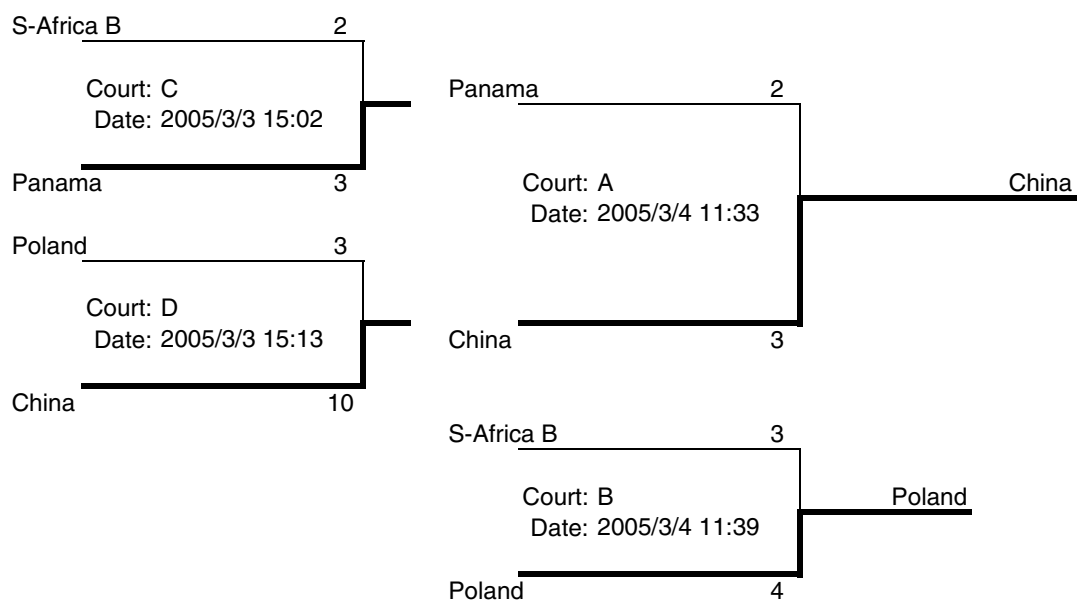 S-Africa B 2
Court: C
Date: 2005/3/3 15:02
Panama 3
Poland 3
Court: D
Date: 2005/3/3 15:13
China 10
Panama 2
Court: A
Date: 2005/3/4 11:33
China 3
China
S-Africa B 3
Court: B
Date: 2005/3/4 11:39
Poland 4
Poland